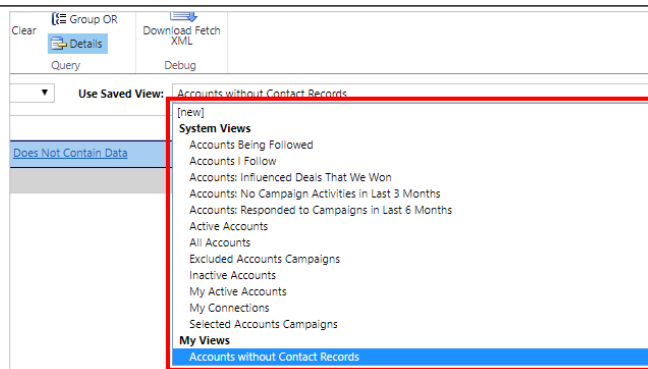 Clear
Group OR
Details
Query
Download Fetch
XML
Debug
Use Saved View: Accounts without Contact Records
[new]
System Views
Does Not Contain Data
Accounts Being Followed
Accounts I Follow
Accounts: Influenced Deals That We Won
Accounts: No Campaign Activities in Last 3 Months
Accounts: Responded to Campaigns in Last 6 Months
Active Accounts
All Accounts
Excluded Accounts Campaigns
Inactive Accounts
My Active Accounts
My Connections
Selected Accounts Campaigns
My Views
Accounts without Contact Records